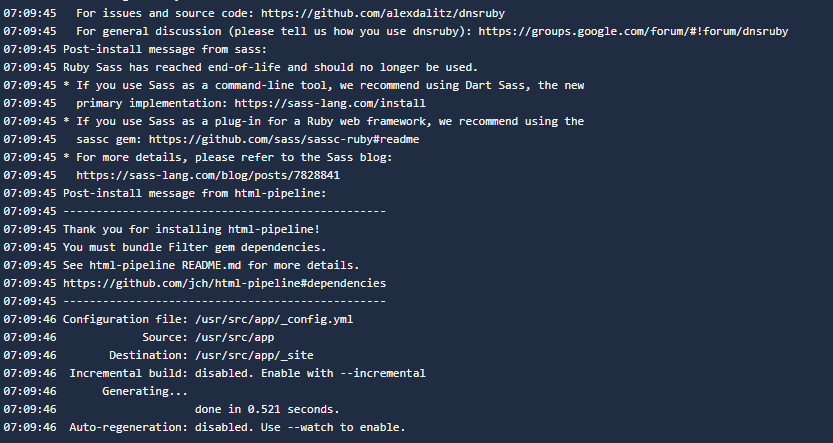 07:09:45   For issues and source code: https://github.com/alexdalitz/dnsruby
07:09:45   For general discussion (please tell us how you use dnsruby): https://groups.google.com/forum/#!forum/dnsruby
07:09:45 Post-install message from sass:
07:09:45 Ruby Sass has reached end-of-life and should no longer be used.
07:09:45 * If you use Sass as a command-line tool, we recommend using Dart Sass, the new
07:09:45   primary implementation: https://sass-lang.com/install
07:09:45 * If you use Sass as a plug-in for a Ruby web framework, we recommend using the
07:09:45   sassc gem: https://github.com/sass/sassc-ruby#readme
07:09:45 * For more details, please refer to the Sass blog:
07:09:45   https://sass-lang.com/blog/posts/7828841
07:09:45 Post-install message from html-pipeline:
07:09:45 -------------------------------------------------
07:09:45 Thank you for installing html-pipeline!
07:09:45 You must bundle Filter gem dependencies.
07:09:45 See html-pipeline README.md for more details.
07:09:45 https://github.com/jch/html-pipeline#dependencies
07:09:45 -------------------------------------------------
07:09:46 Configuration file: /usr/src/app/_config.yml
07:09:46             Source: /usr/src/app
07:09:46        Destination: /usr/src/app/_site
07:09:46  Incremental build: disabled. Enable with --incremental
07:09:46       Generating...
07:09:46                     done in 0.521 seconds.
07:09:46  Auto-regeneration: disabled. Use --watch to enable.